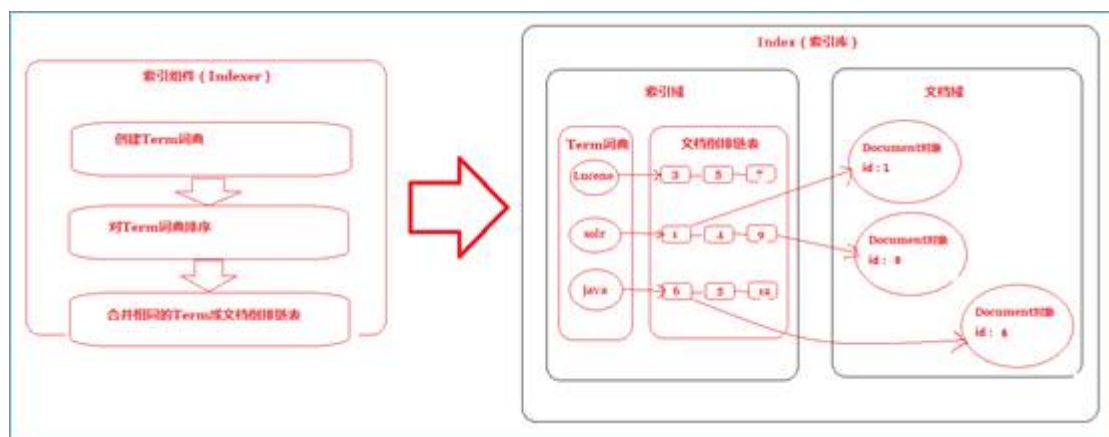 索引组件（Indexer）
创建Term词典
对Term词典排序
合并相同的Term成文档倒排链表
Index（索引库）
索引域
Term词典
文档倒排链表
Lucene
3
5
7
solr
1
4
9
java
6
5
12
文档域
Document对象
id：1
Document对象
id： 9
Document对象
id： 6